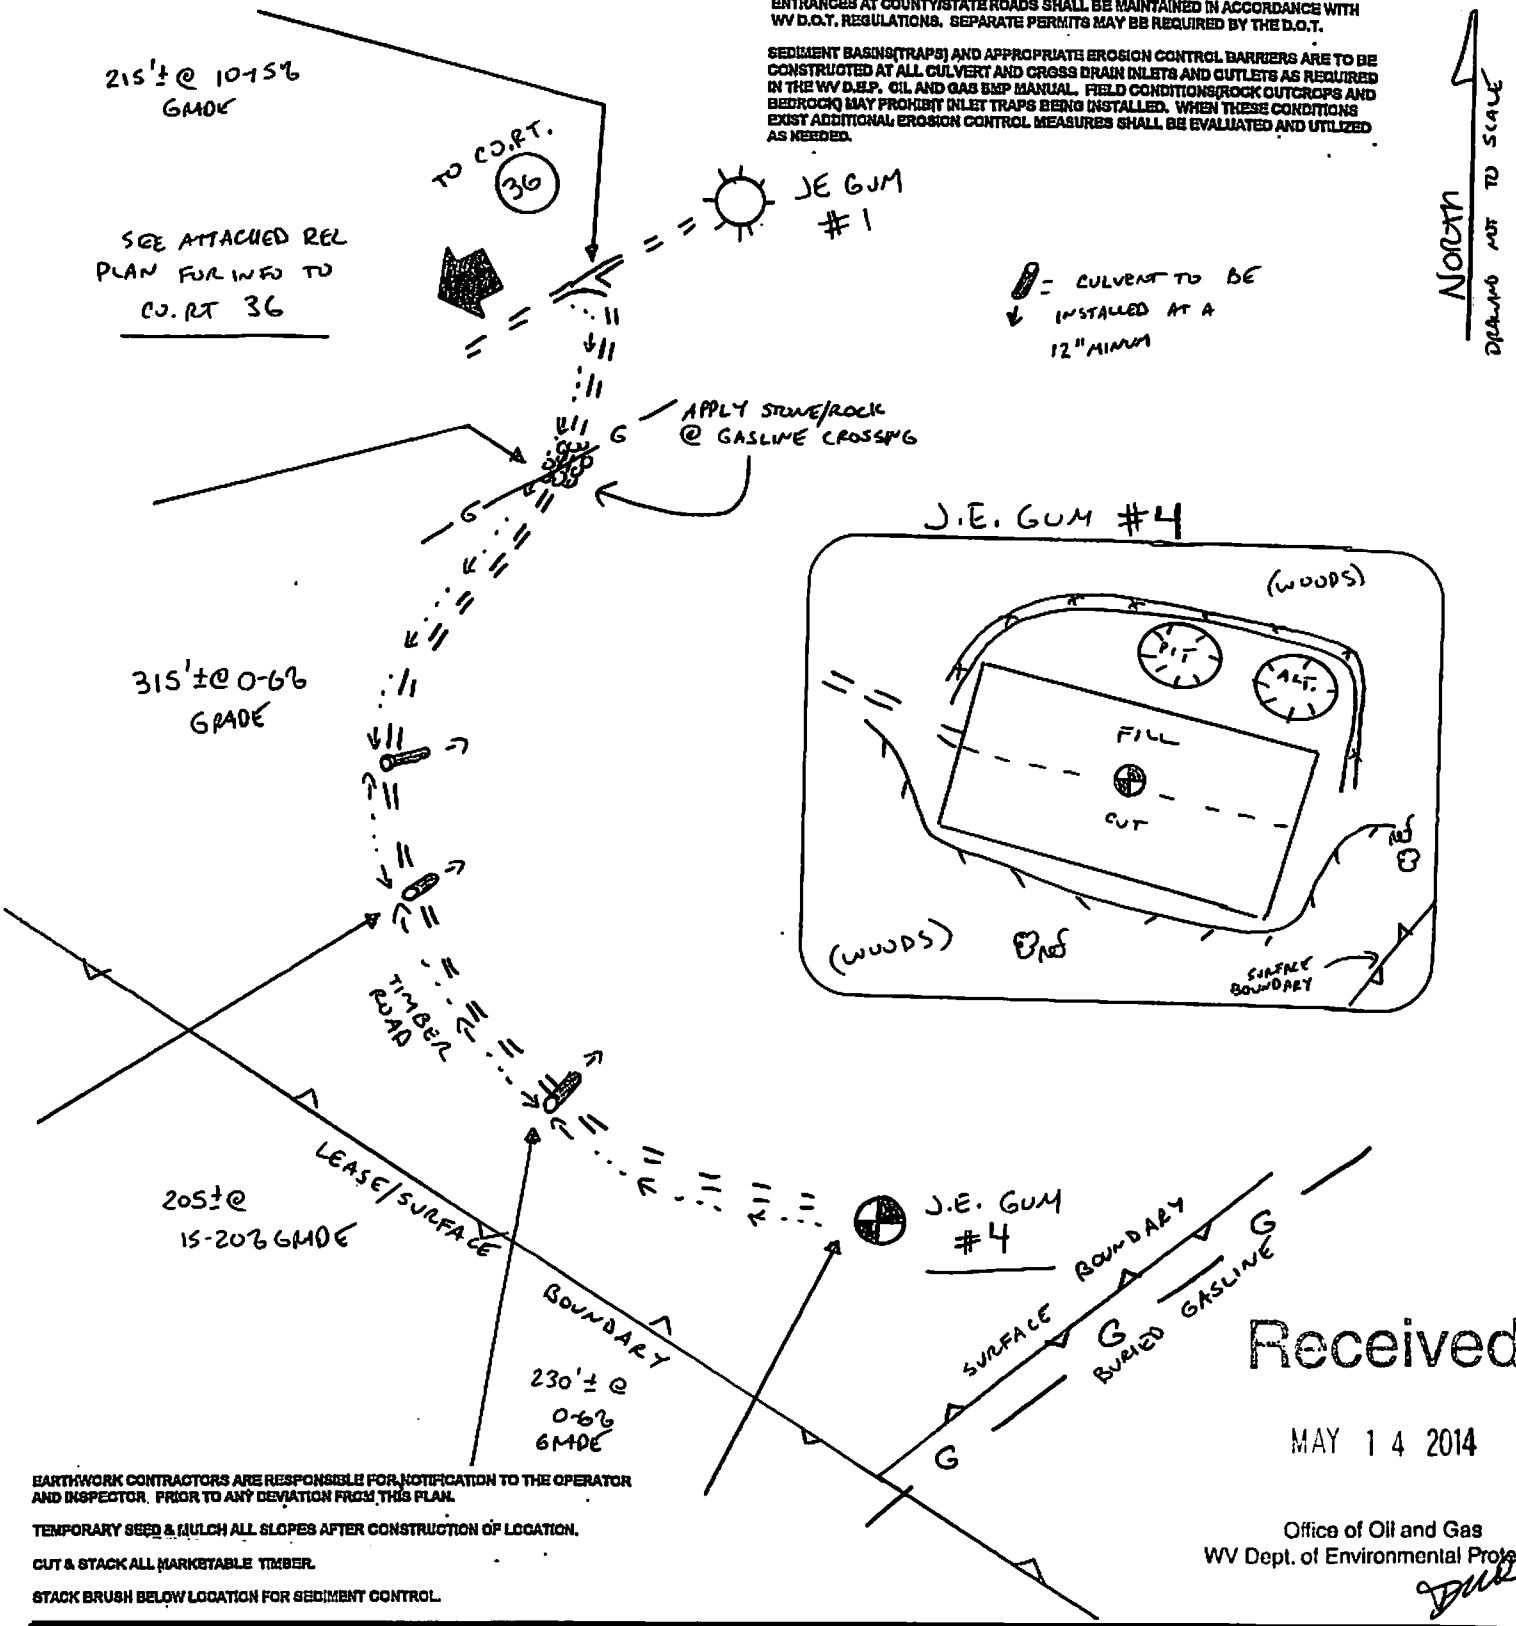 ENTRANCES AT COUNTY/STATE ROADS SHALL BE MAINTAINED IN ACCORDANCE WITH
WV D.O.T. REGULATIONS. SEPARATE PERMITS MAY BE REQUIRED BY THE D.O.T.
SEDIMENT BASINS(TRAPS) AND APPROPRIATE EROSION CONTROL BARRIERS ARE TO BE
CONSTRUCTED AT ALL CULVERT AND CROSS DRAIN INLETS AND OUTLETS AS REQUIRED
IN THE WV D.E.P. OIL AND GAS BMP MANUAL. FIELD CONDITIONS(ROCK OUTCROPS AND
BEDROCK) MAY PROHIBIT INLET TRAPS BEING INSTALLED. WHEN THESE CONDITIONS
EXIST ADDITIONAL EROSION CONTROL MEASURES SHALL BE EVALUATED AND UTILIZED
AS NEEDED.
215'± @ 10-15%
GRADE
TO CO.RT.
36
JE GUM
#1
NORTH
DRAWING NOT TO SCALE
SEE ATTACHED REC
PLAN FOR INFO TO
CO. RT 36
= CULVERT TO BE
INSTALLED AT A
12" MINUM
APPLY STONE/ROCK
@ GASLINE CROSSING
G
G
J.E. GUM #4
(WOODS)
PIT
ALT.
FILL
CUT
ref
(WOODS)
ref
SURFACE
BOUNDARY
315'± @ 0-6%
GRADE
TIMBER
ROAD
LEASE/SURFACE
BOUNDARY
205± @
15-20% GRADE
J.E. GUM
#4
SURFACE BOUNDARY
G
G
G
BURIED GASLINE
230'± @
0-6%
GRADE
Received
MAY 14 2014
Office of Oil and Gas
WV Dept. of Environmental Prote
EARTHWORK CONTRACTORS ARE RESPONSIBLE FOR NOTIFICATION TO THE OPERATOR
AND INSPECTOR. PRIOR TO ANY DEVIATION FROM THIS PLAN.
TEMPORARY SEED & MULCH ALL SLOPES AFTER CONSTRUCTION OF LOCATION.
CUT & STACK ALL MARKETABLE TIMBER.
STACK BRUSH BELOW LOCATION FOR SEDIMENT CONTROL.